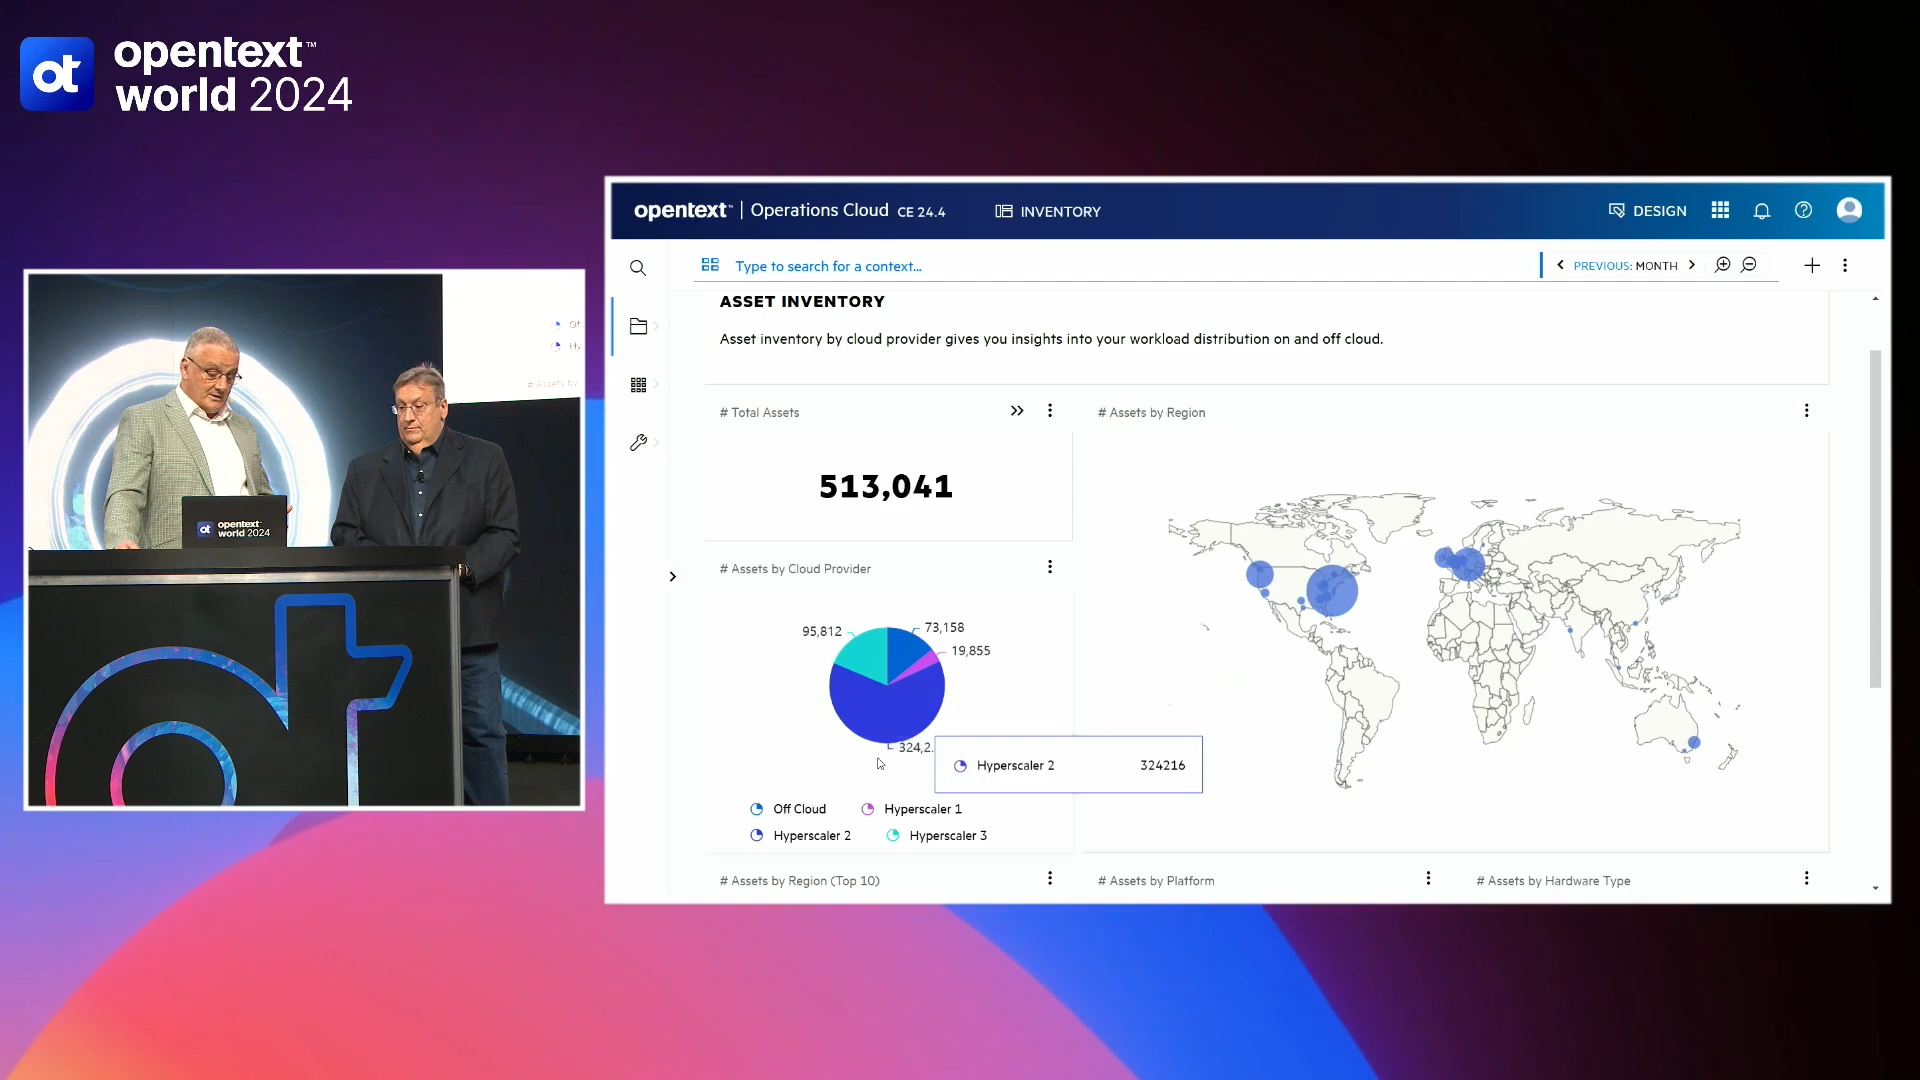 opentext™
world 2024
opentext™ | Operations Cloud CE 24.4
INVENTORY
DESIGN
Type to search for a context...
PREVIOUS: MONTH
ASSET INVENTORY
Asset inventory by cloud provider gives you insights into your workload distribution on and off cloud.
# Total Assets
# Assets by Region
513,041
# Assets by Cloud Provider
95,812
73,158
19,855
324,2
Hyperscaler 2 324216
Off Cloud
Hyperscaler 1
Hyperscaler 2
Hyperscaler 3
# Assets by Region (Top 10)
# Assets by Platform
# Assets by Hardware Type
opentext™
world 2024
# Assets by